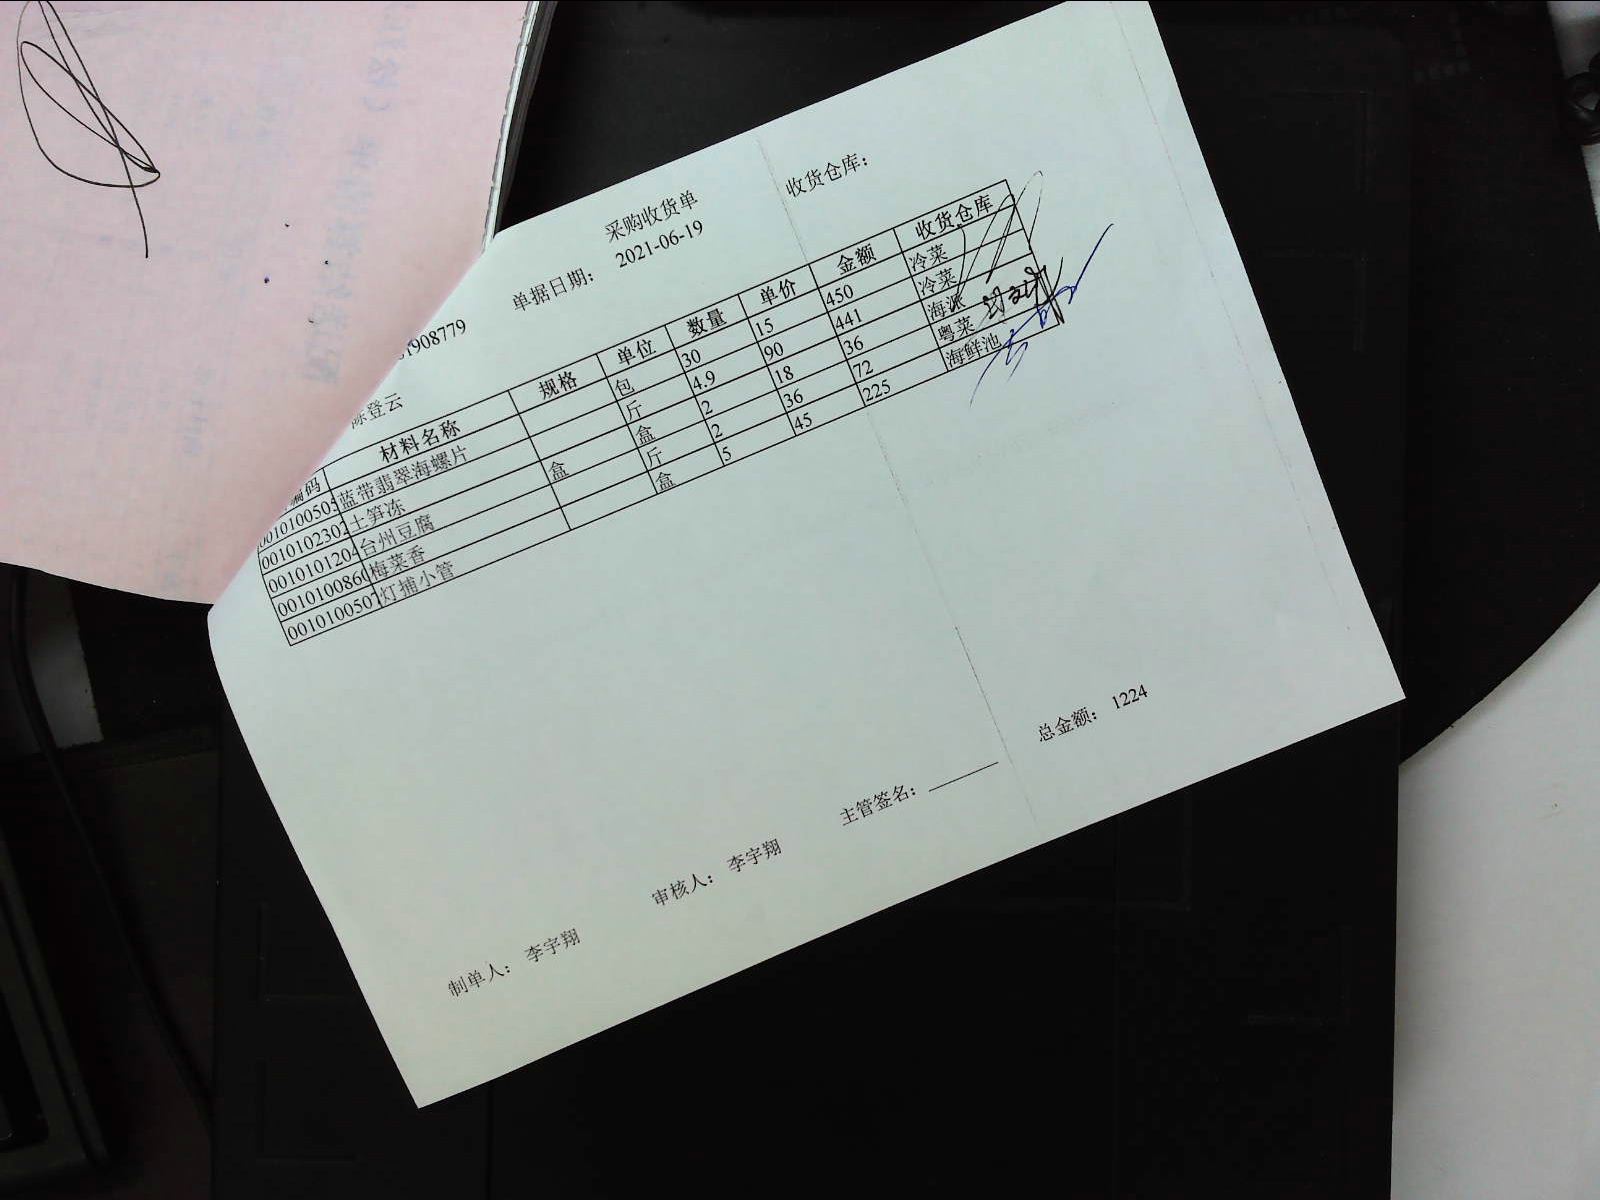 采购收货单
收货仓库：
单据日期： 2021-06-19
1908779
陈登云
编码 材料名称 规格 单位 数量 单价 金额 收货仓库
0010100505 蓝带翡翠海螺片 包 30 15 450 冷菜
0010102302 土笋冻 斤 4.9 90 441 冷菜
0010101204 台州豆腐 盒 2 18 36 海派
001010086 梅菜香 盒 斤 2 36 72 粤菜
001010050 灯捕小管 盒 5 45 225 海鲜池
总金额： 1224
制单人： 李宇翔 审核人： 李宇翔 主管签名：